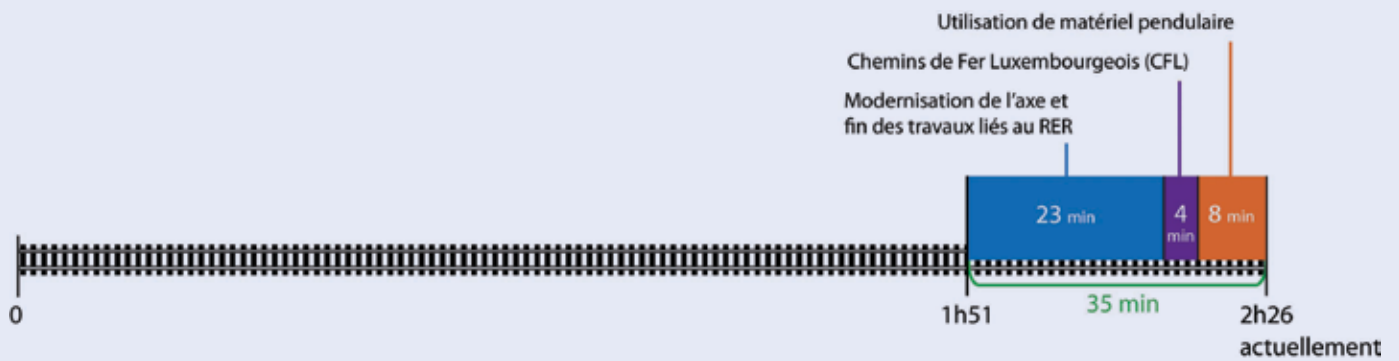 Utilisation de matériel pendulaire
Chemins de Fer Luxembourgeois (CFL)
Modernisation de l'axe et
fin des travaux liés au RER
23 min
4
min
8 min
0
1h51
35 min
2h26
actuellement